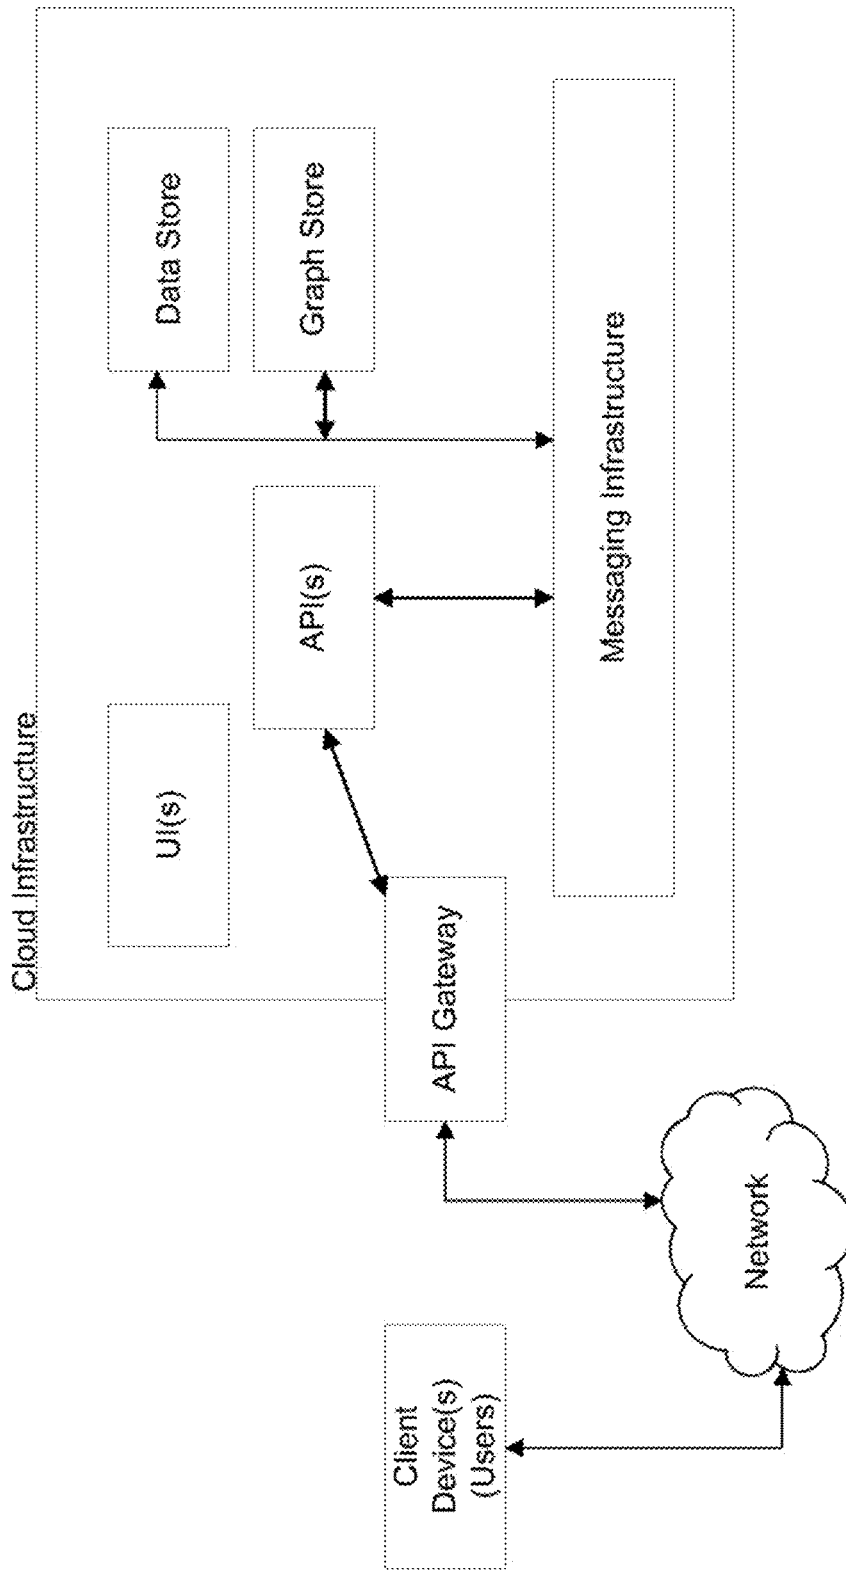 Cloud Infrastructure
UI(s)
Data Store
API(s)
Graph Store
Client
Device(s)
(Users)
API Gateway
Messaging Infrastructure
Network